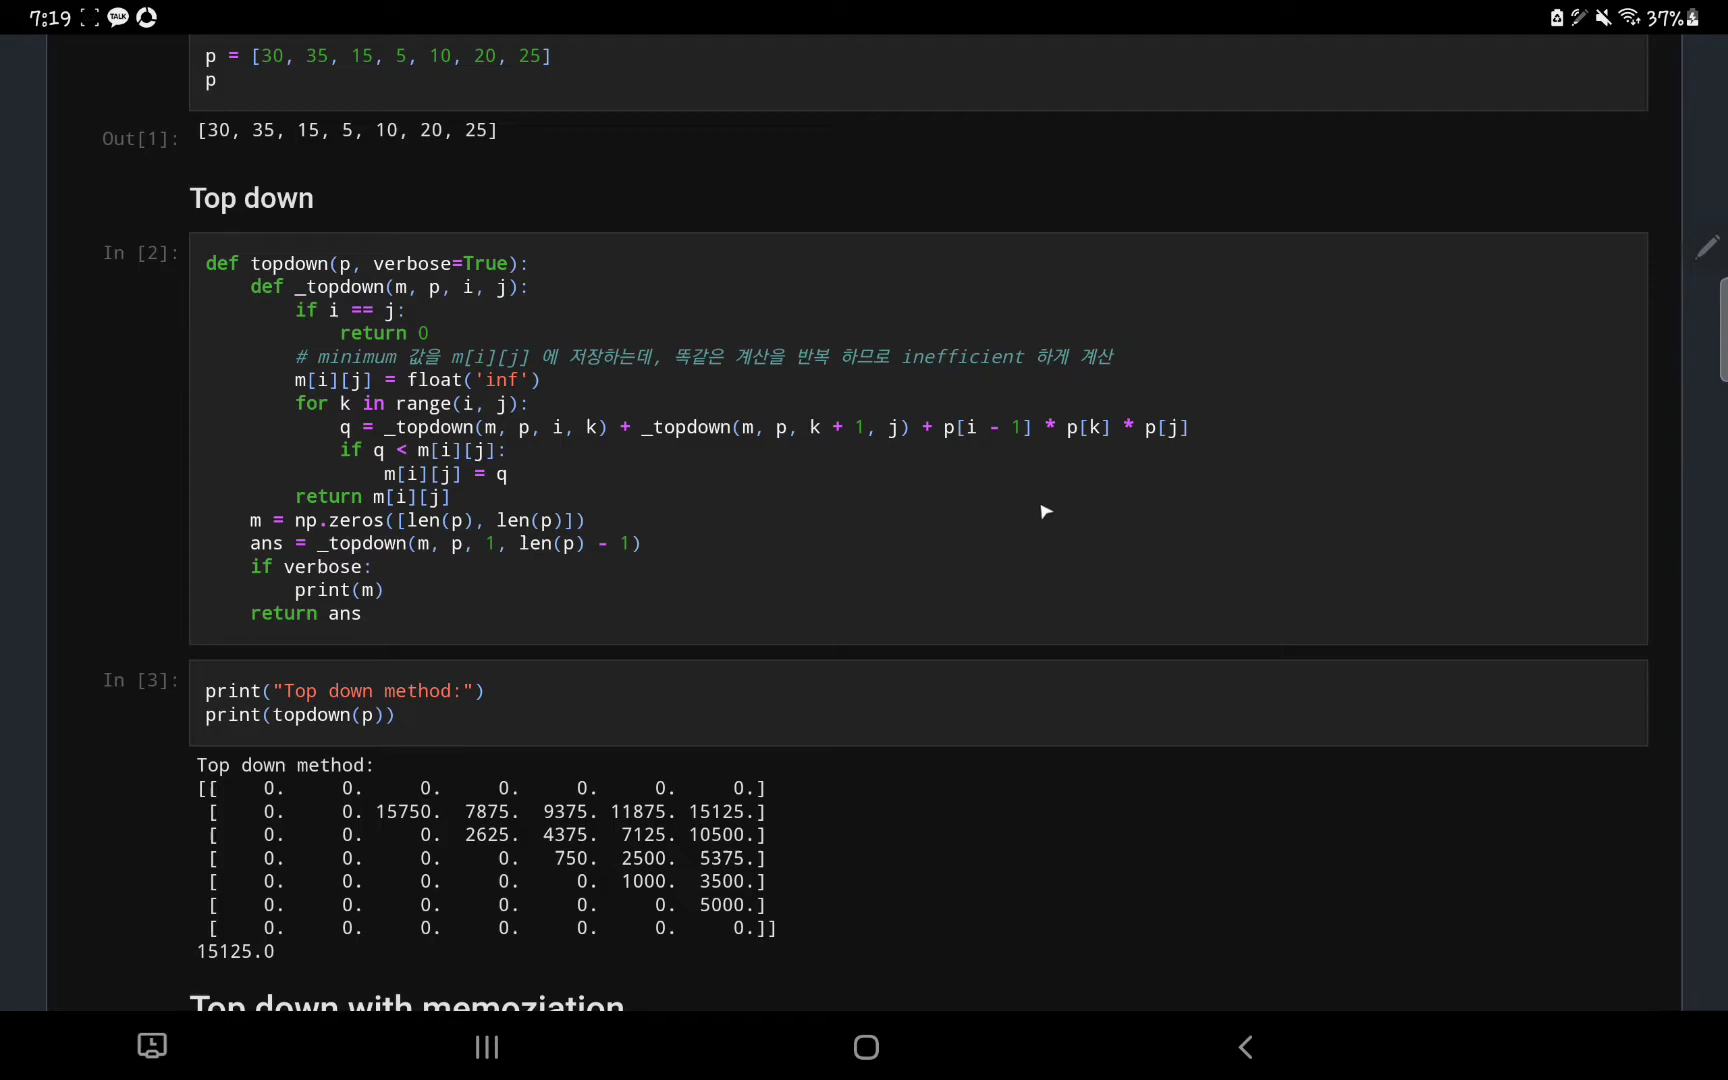 7:19 TALK 37%
p = [30, 35, 15, 5, 10, 20, 25]
p
Out[1]: [30, 35, 15, 5, 10, 20, 25]
Top down
In [2]:
def topdown(p, verbose=True):
    def _topdown(m, p, i, j):
        if i == j:
            return 0
        # minimum 값을 m[i][j] 에 저장하는데, 똑같은 계산을 반복 하므로 inefficient 하게 계산
        m[i][j] = float('inf')
        for k in range(i, j):
            q = _topdown(m, p, i, k) + _topdown(m, p, k + 1, j) + p[i - 1] * p[k] * p[j]
            if q < m[i][j]:
                m[i][j] = q
        return m[i][j]
    m = np.zeros([len(p), len(p)])
    ans = _topdown(m, p, 1, len(p) - 1)
    if verbose:
        print(m)
    return ans
In [3]:
print("Top down method:")
print(topdown(p))
Top down method:
[[    0.     0.     0.     0.     0.     0.     0.]
 [    0.     0. 15750.  7875.  9375. 11875. 15125.]
 [    0.     0.     0.  2625.  4375.  7125. 10500.]
 [    0.     0.     0.     0.   750.  2500.  5375.]
 [    0.     0.     0.     0.     0.  1000.  3500.]
 [    0.     0.     0.     0.     0.     0.  5000.]
 [    0.     0.     0.     0.     0.     0.     0.]]
15125.0
Top down with memoziation